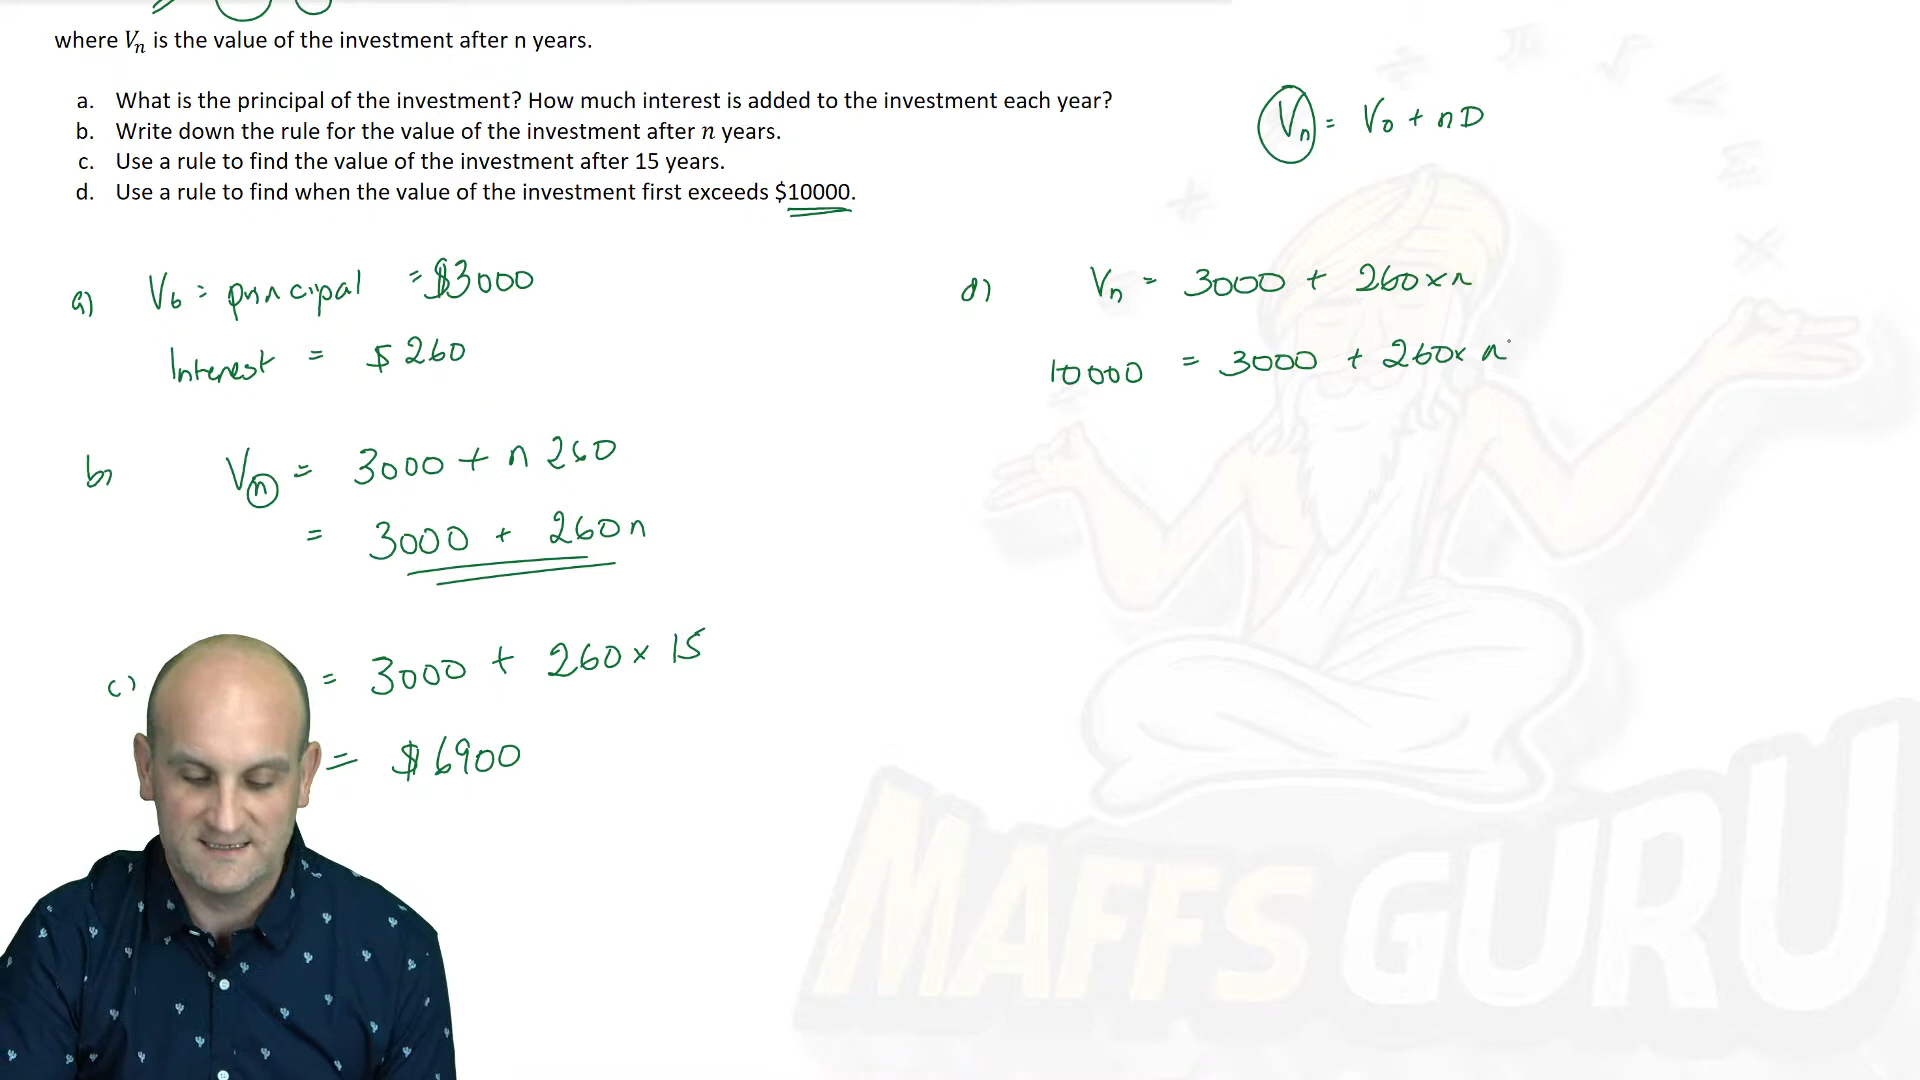 where Vn is the value of the investment after n years.
a. What is the principal of the investment? How much interest is added to the investment each year?
b. Write down the rule for the value of the investment after n years.
c. Use a rule to find the value of the investment after 15 years.
d. Use a rule to find when the value of the investment first exceeds $10000.
Vn = V0 + nD
a) V0 = principal = $3000
Interest = $260
b) Vn = 3000 + n 260
= 3000 + 260n
c) = 3000 + 260 x 15
= $6900
d) Vn = 3000 + 260 x n
10000 = 3000 + 260 x n
MAFFS GURU